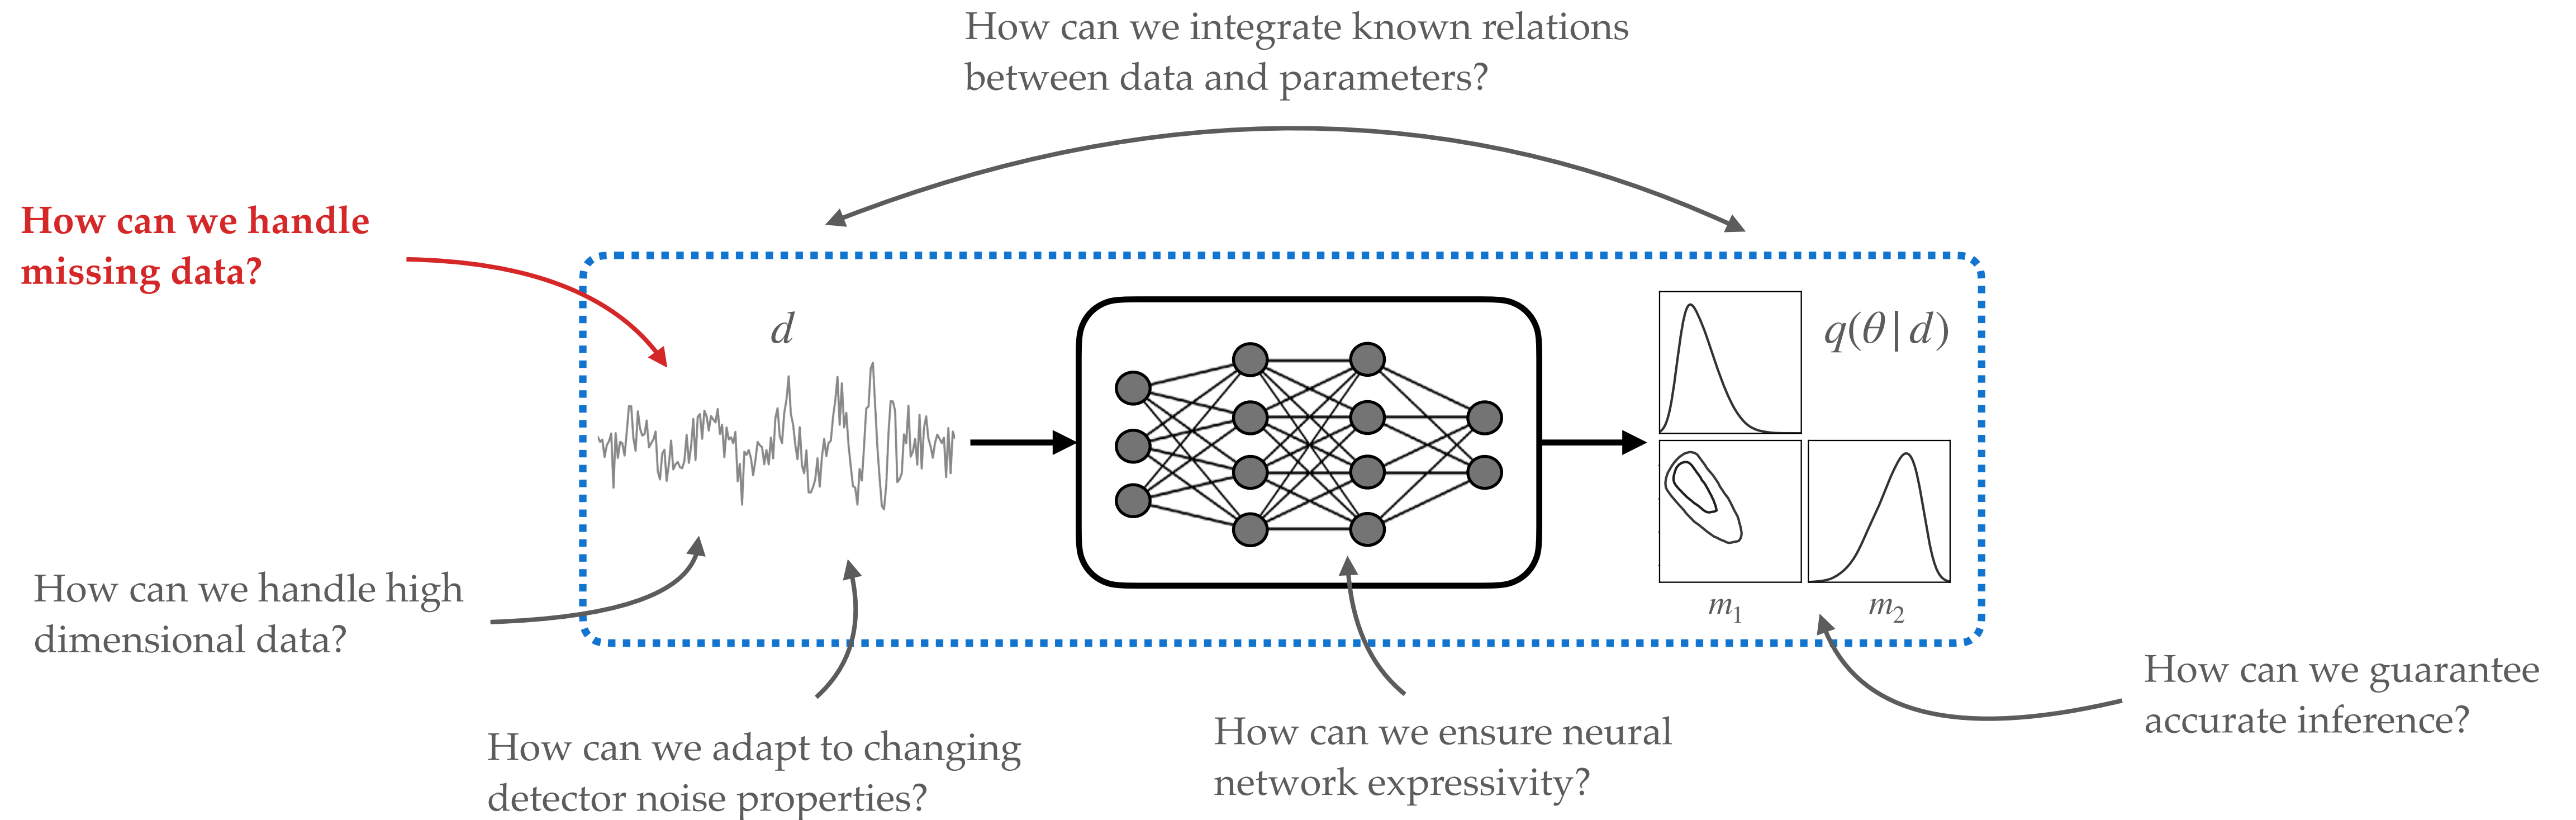 How can we integrate known relations
between data and parameters?
How can we handle
missing data?
d
q(θ|d)
m₁
m₂
How can we handle high
dimensional data?
How can we adapt to changing
detector noise properties?
How can we ensure neural
network expressivity?
How can we guarantee
accurate inference?